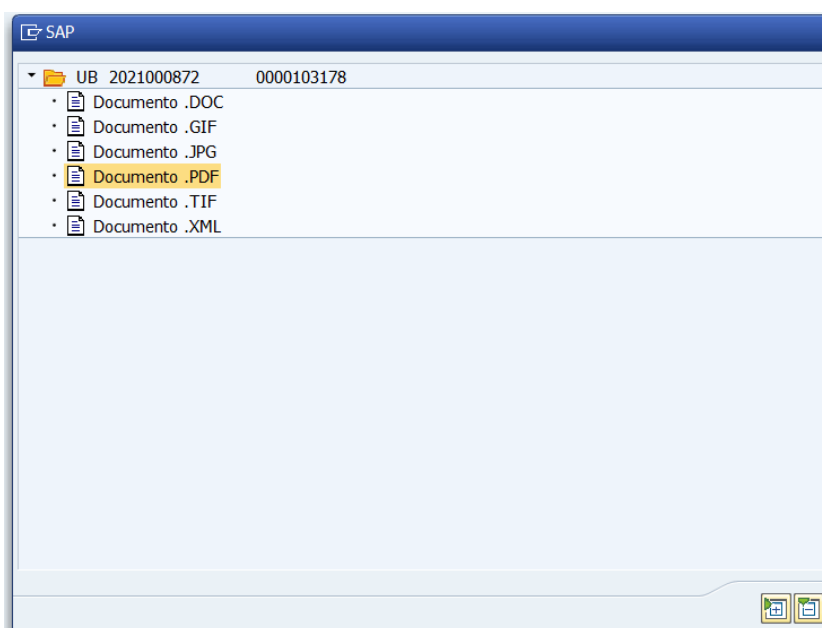 SAP
UB 2021000872 0000103178
Documento .DOC
Documento .GIF
Documento .JPG
Documento .PDF
Documento .TIF
Documento .XML